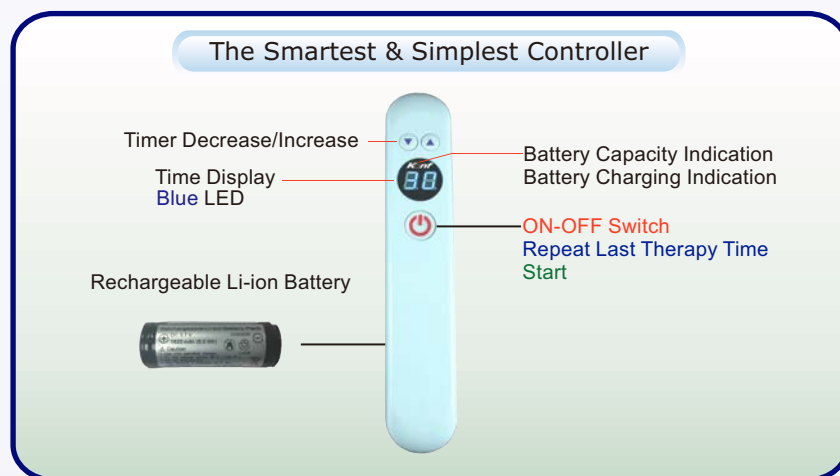 The Smartest & Simplest Controller
Timer Decrease/Increase
Time Display
Blue LED
88
Battery Capacity Indication
Battery Charging Indication
ON-OFF Switch
Repeat Last Therapy Time
Start
Rechargeable Li-ion Battery